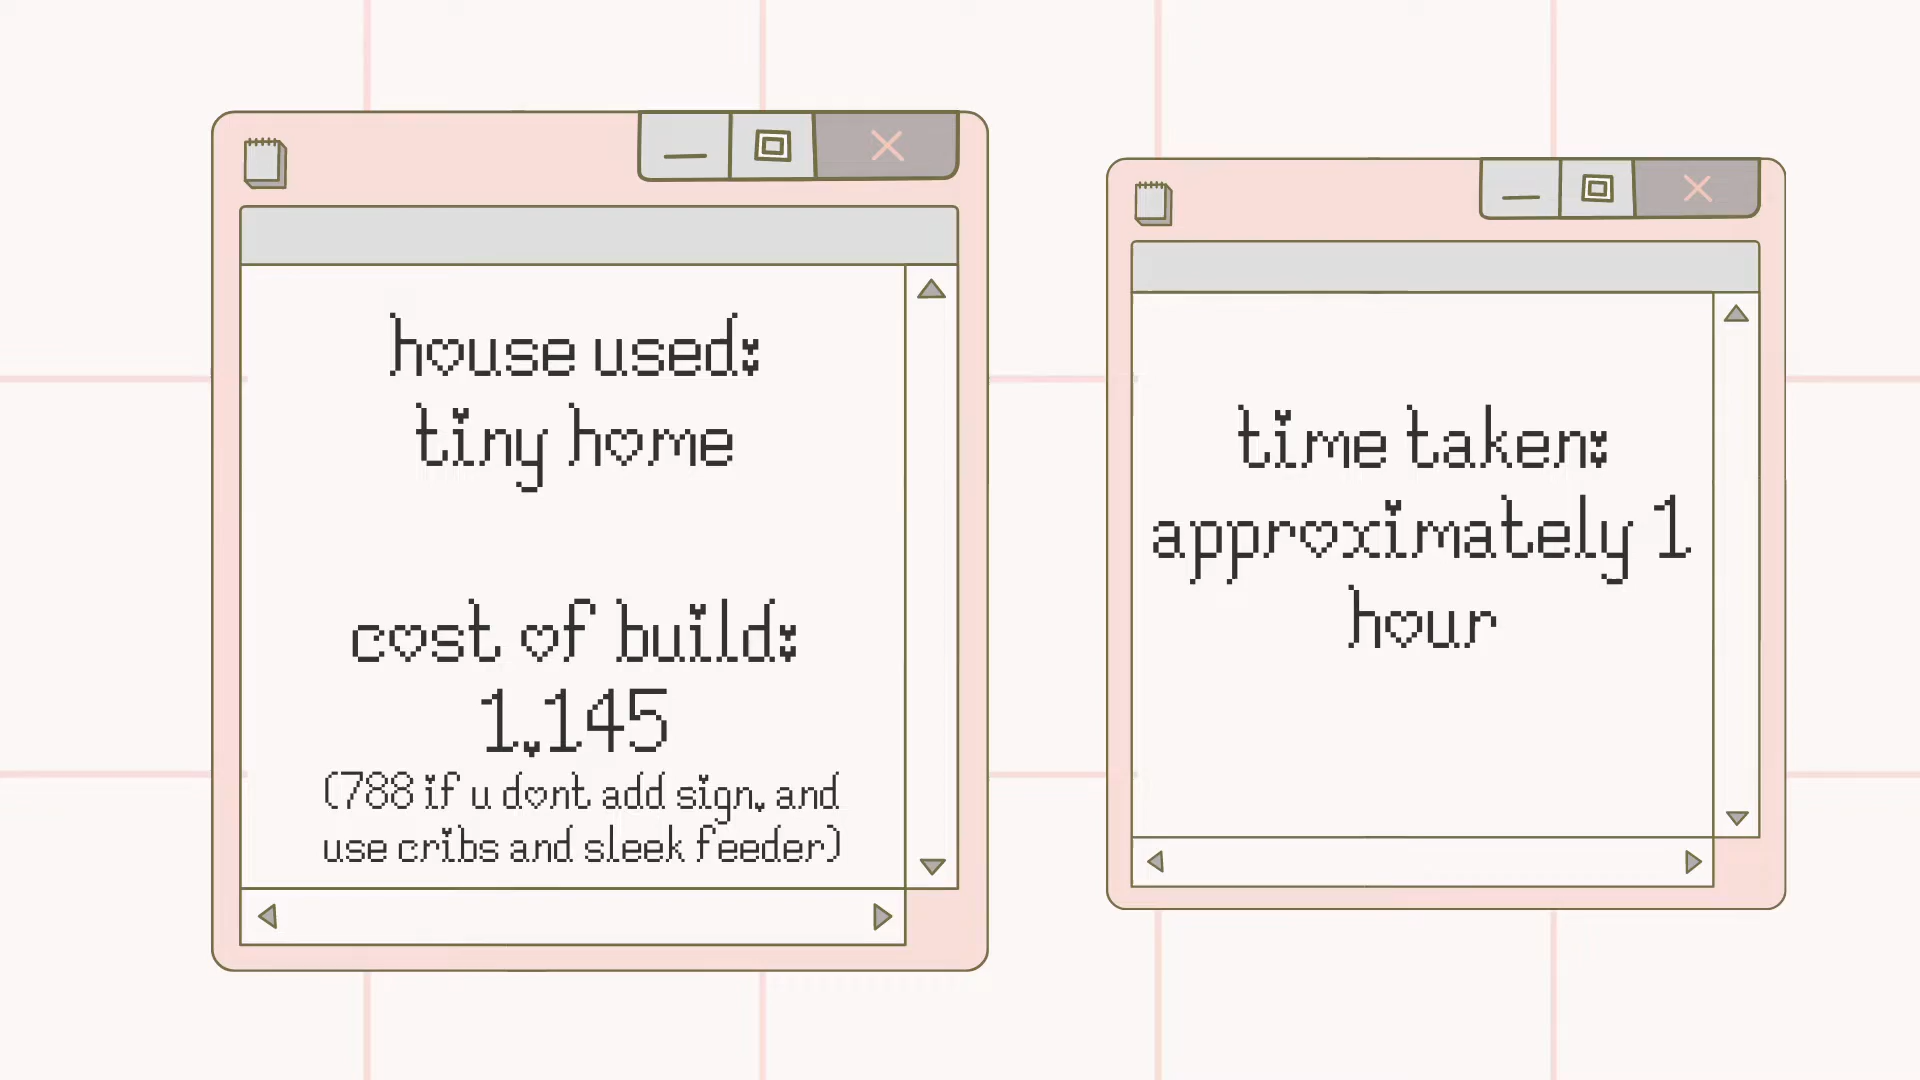 house used:
tiny home
cost of build:
1,145
(788 if u dont add sign, and
use cribs and sleek feeder)
time taken:
approximately 1
hour